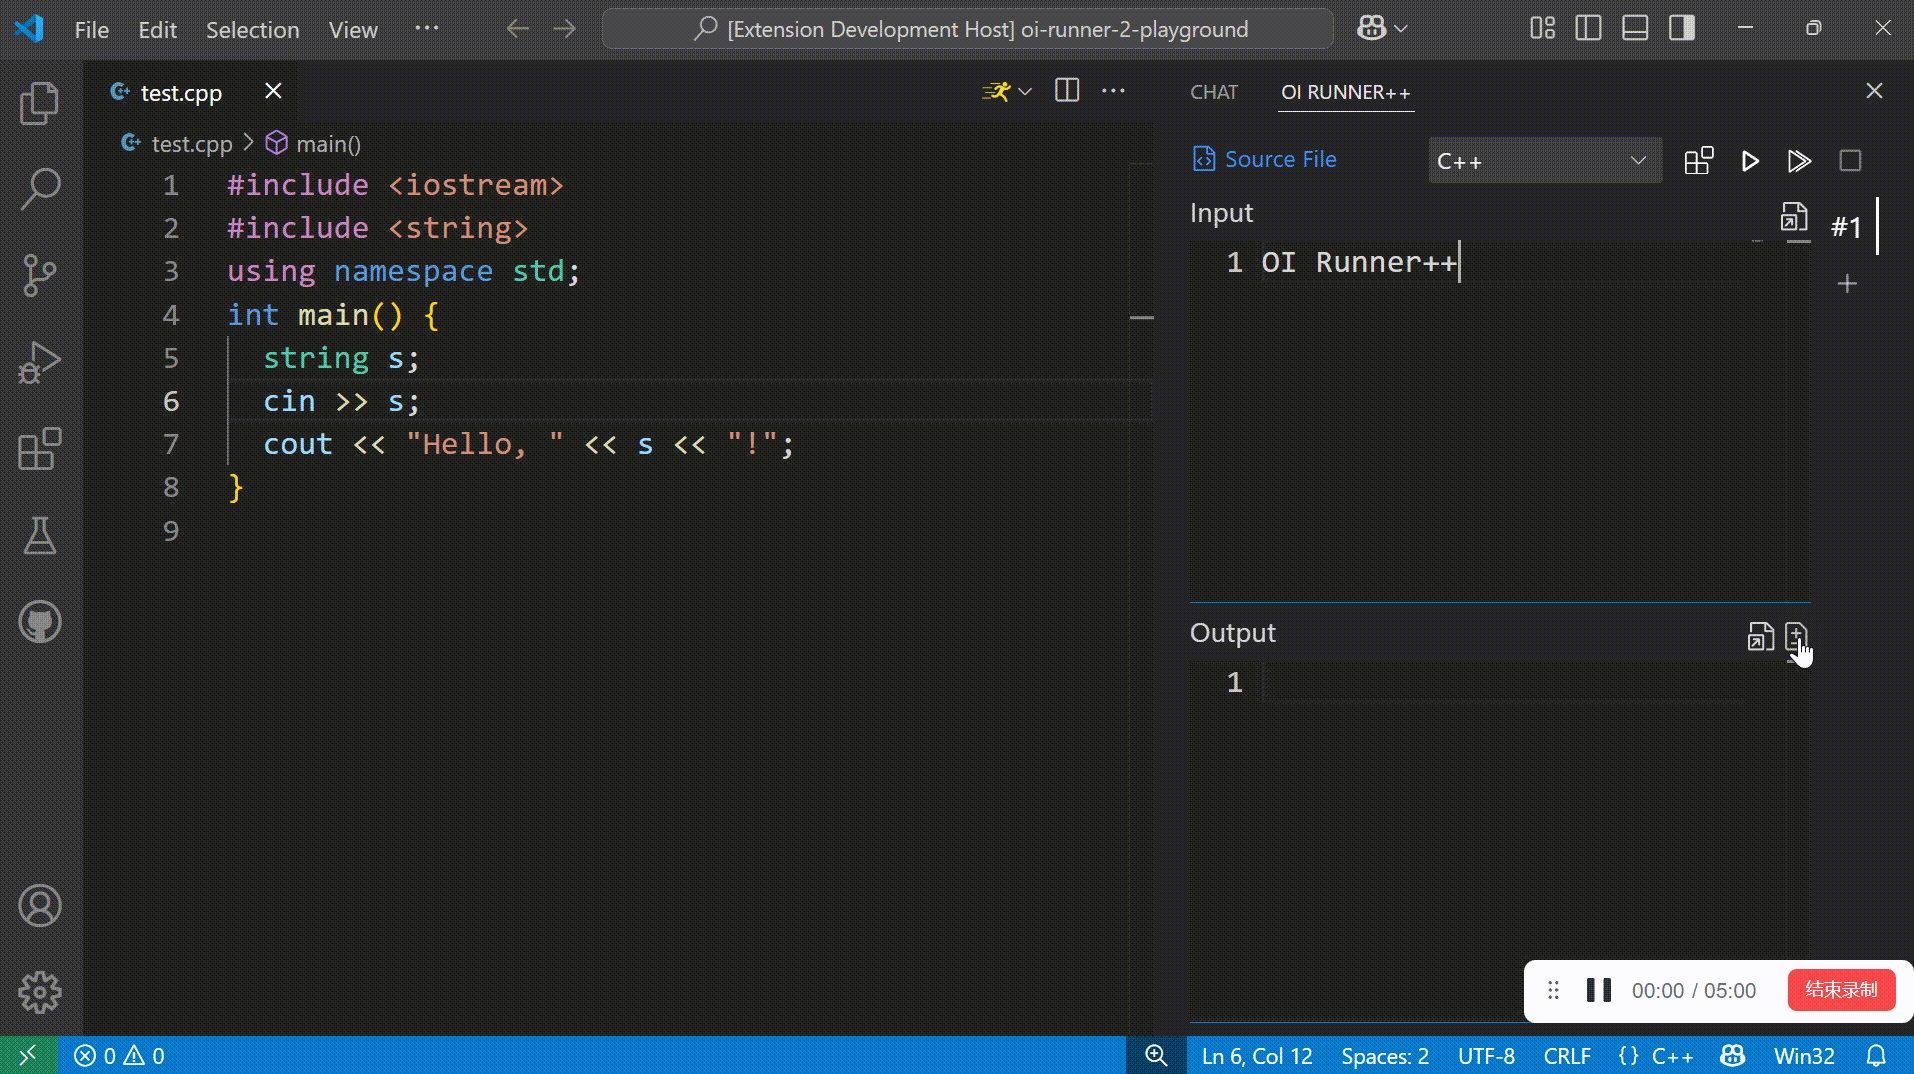 File Edit Selection View ··· [Extension Development Host] oi-runner-2-playground
test.cpp
test.cpp > main()
1 #include <iostream>
2 #include <string>
3 using namespace std;
4 int main() {
5 string s;
6 cin >> s;
7 cout << "Hello, " << s << "!";
8 }
9
CHAT OI RUNNER++
Source File C++
Input
#1
1 OI Runner++
Output
1
00:00 / 05:00 结束录制
0 0 Ln 6, Col 12 Spaces: 2 UTF-8 CRLF {} C++ Win32